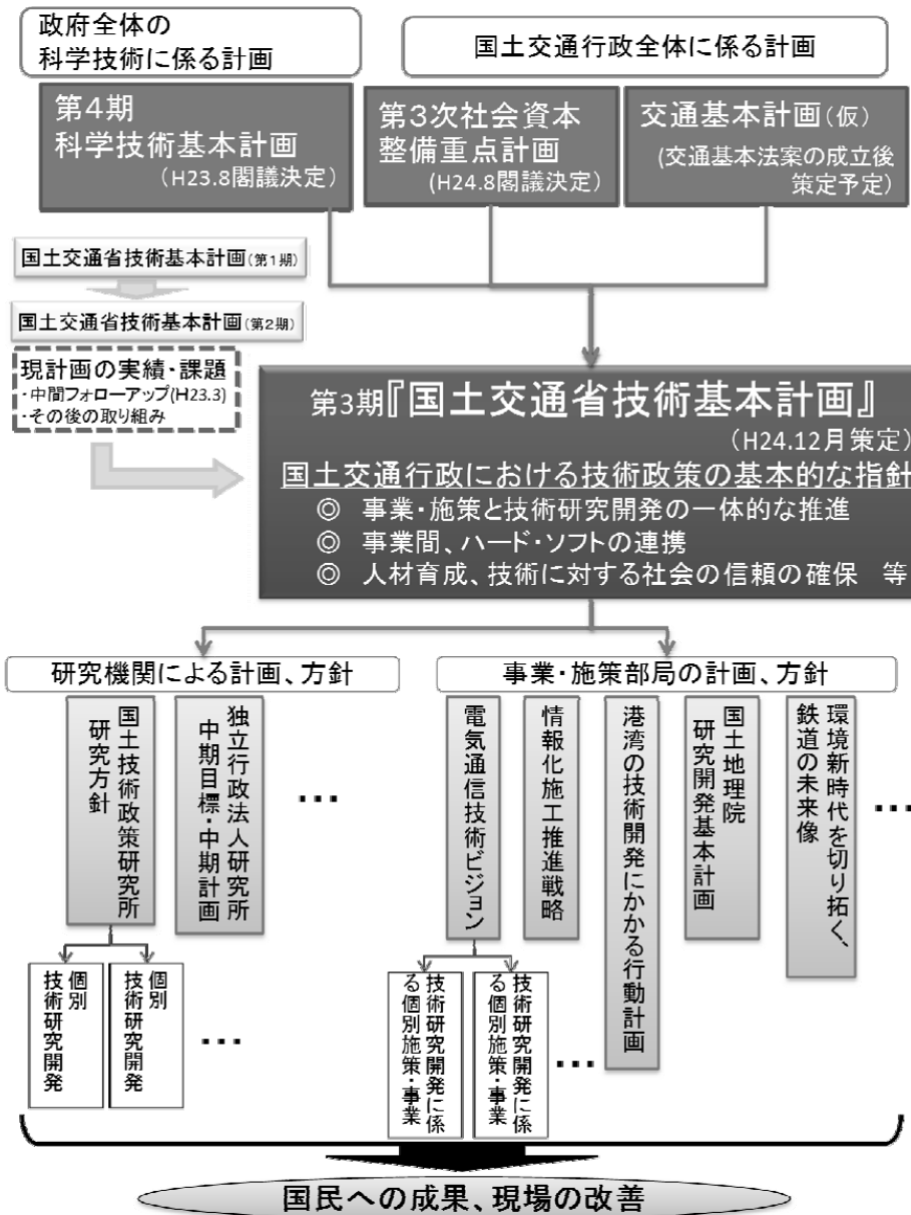 政府全体の
科学技術に係る計画
国土交通行政全体に係る計画
第4期
科学技術基本計画
(H23.8閣議決定)
第3次社会資本
整備重点計画
(H24.8閣議決定)
交通基本計画(仮)
(交通基本法案の成立後
策定予定)
国土交通省技術基本計画(第1期)
国土交通省技術基本計画(第2期)
現計画の実績・課題
・中間フォローアップ(H23.3)
・その後の取り組み
第3期『国土交通省技術基本計画』
(H24.12月策定)
国土交通行政における技術政策の基本的な指針
◎ 事業・施策と技術研究開発の一体的な推進
◎ 事業間、ハード・ソフトの連携
◎ 人材育成、技術に対する社会の信頼の確保 等
研究機関による計画、方針
事業・施策部局の計画、方針
国土技術政策研究所
研究方針
独立行政法人研究所
中期目標・中期計画
…
電気通信技術ビジョン
情報化施工推進戦略
港湾の技術開発にかかる行動計画
国土地理院
研究開発基本計画
環境新時代を切り拓く、
鉄道の未来像
…
個別
技術研究開発
個別
技術研究開発
…
技術研究開発に係
る個別施策・事業
技術研究開発に係
る個別施策・事業
…
国民への成果、現場の改善